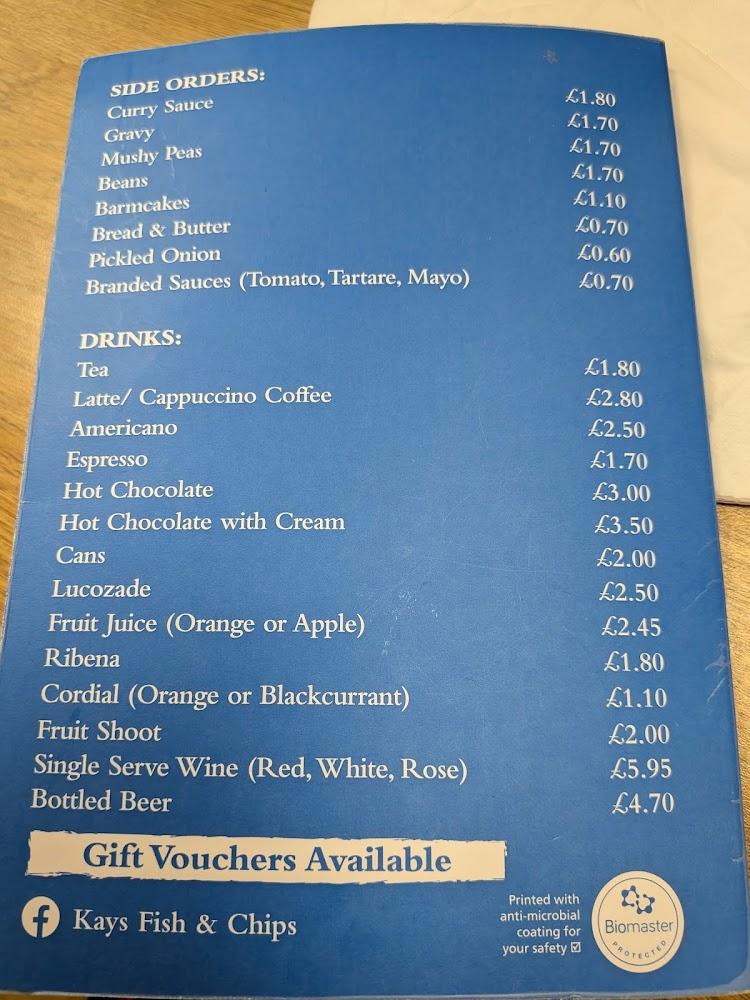 SIDE ORDERS:
Curry Sauce £1.80
Gravy £1.70
Mushy Peas £1.70
Beans £1.70
Barmcakes £1.10
Bread & Butter £0.70
Pickled Onion £0.60
Branded Sauces (Tomato, Tartare, Mayo) £0.70
DRINKS:
Tea £1.80
Latte/ Cappuccino Coffee £2.80
Americano £2.50
Espresso £1.70
Hot Chocolate £3.00
Hot Chocolate with Cream £3.50
Cans £2.00
Lucozade £2.50
Fruit Juice (Orange or Apple) £2.45
Ribena £1.80
Cordial (Orange or Blackcurrant) £1.10
Fruit Shoot £2.00
Single Serve Wine (Red, White, Rose) £5.95
Bottled Beer £4.70
Gift Vouchers Available
Kays Fish & Chips
Printed with
anti-microbial
coating for
your safety ☑
Biomaster
PROTECTED